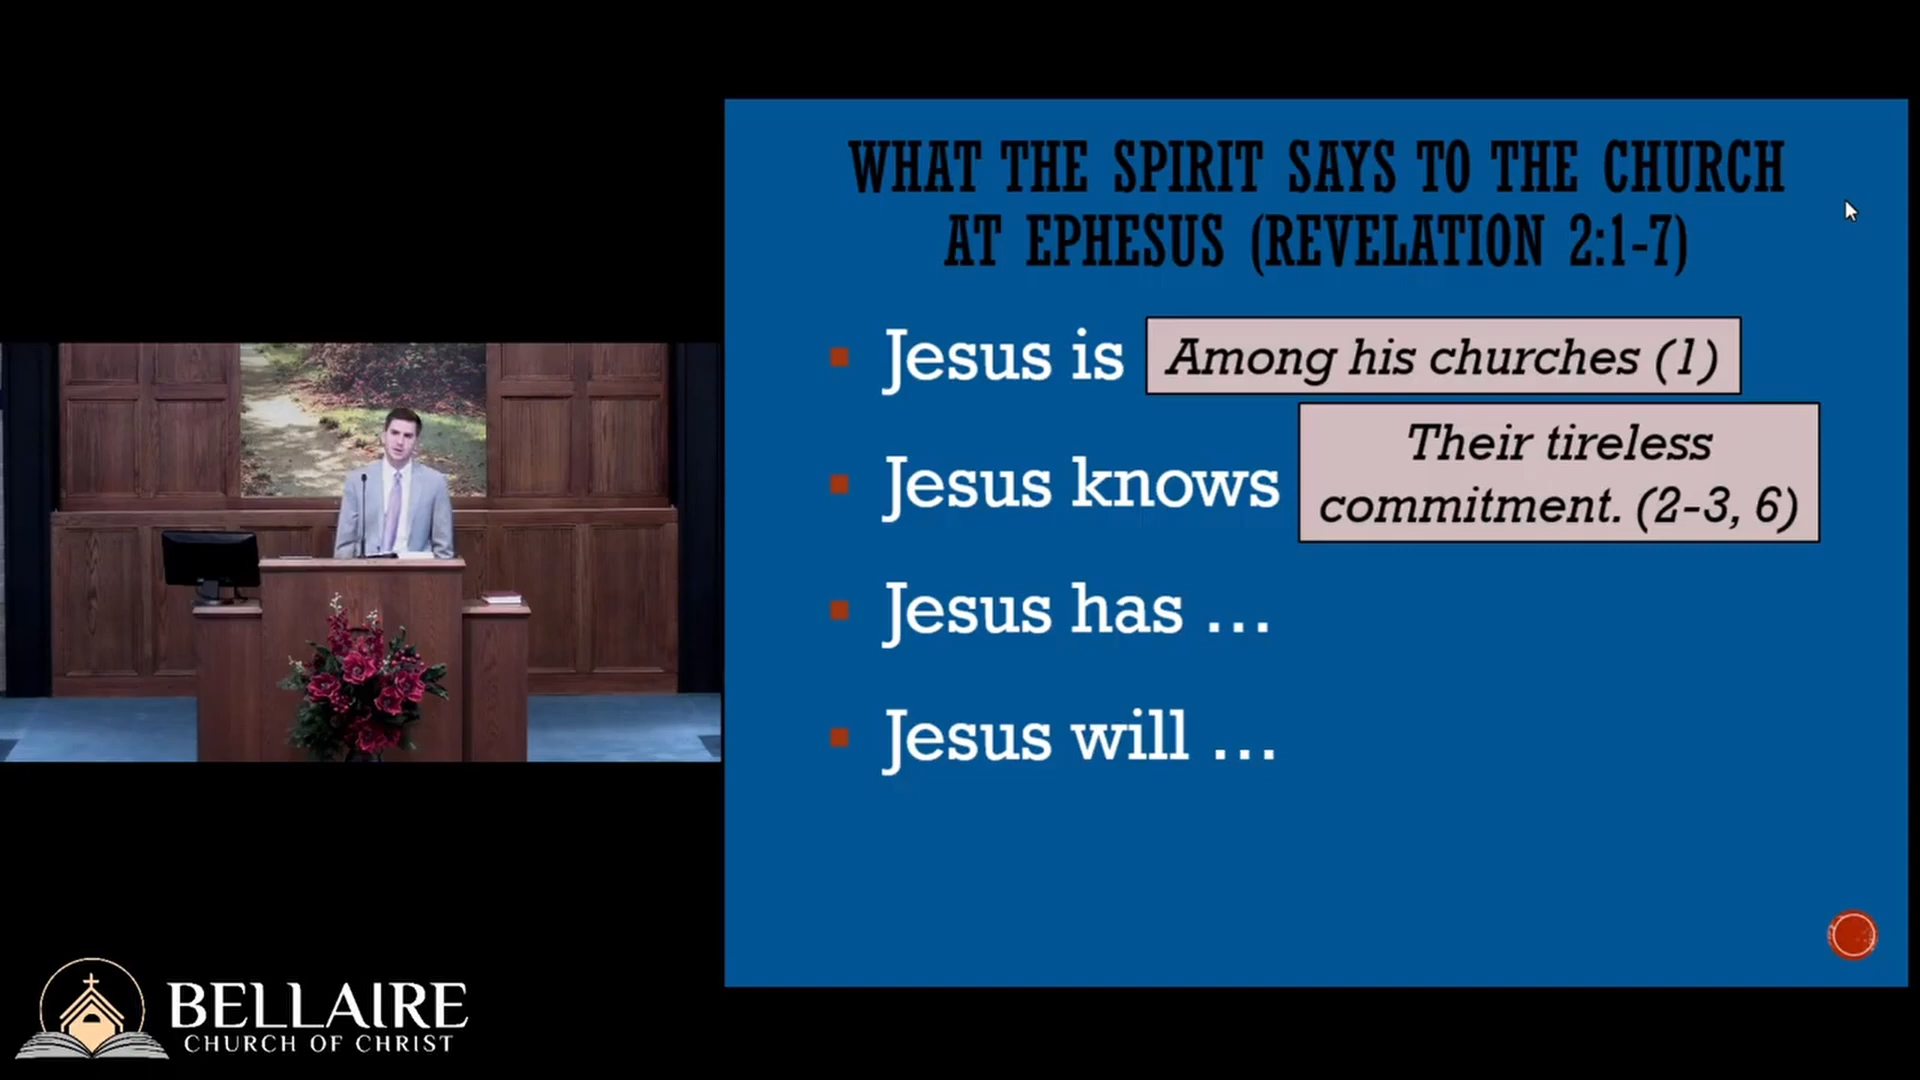 WHAT THE SPIRIT SAYS TO THE CHURCH
AT EPHESUS (REVELATION 2:1-7)
Jesus is Among his churches (1)
Jesus knows Their tireless
commitment. (2-3, 6)
Jesus has ...
Jesus will ...
BELLAIRE
CHURCH OF CHRIST